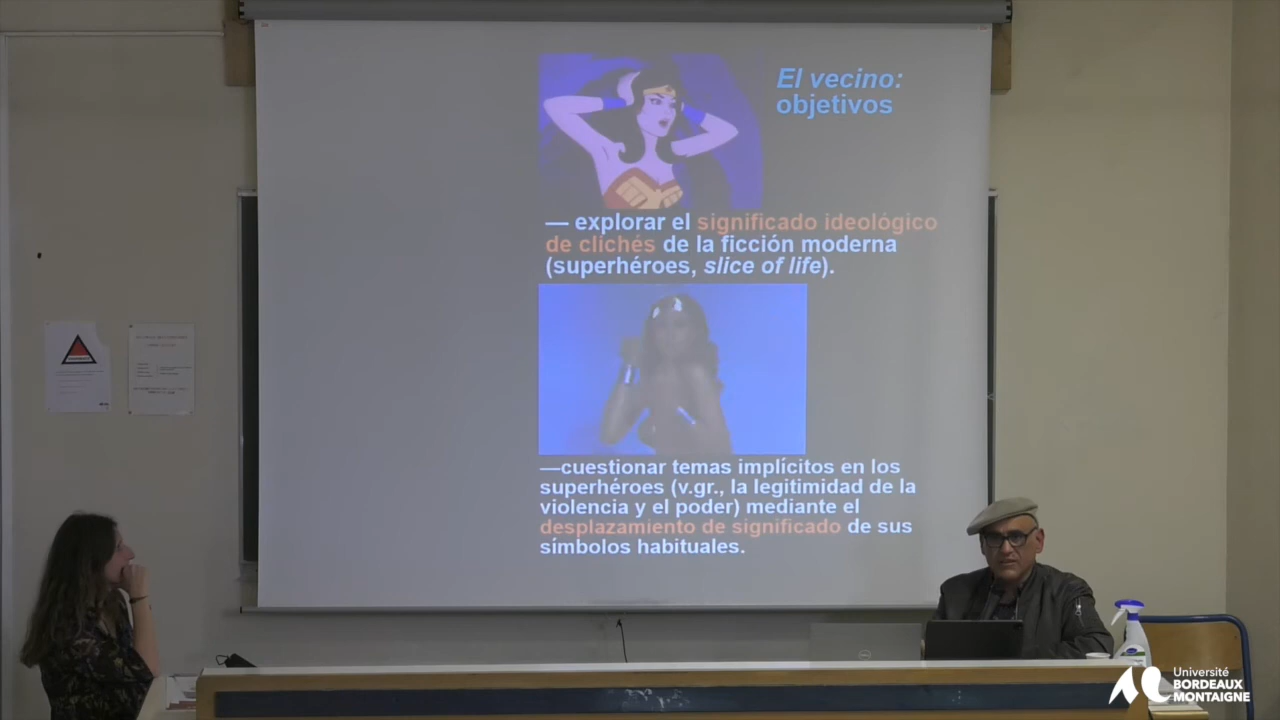 El vecino:
objetivos
— explorar el significado ideológico
de clichés de la ficción moderna
(superhéroes, slice of life).
—cuestionar temas implícitos en los
superhéroes (v.gr., la legitimidad de la
violencia y el poder) mediante el
desplazamiento de significado de sus
símbolos habituales.
Université
BORDEAUX
MONTAIGNE